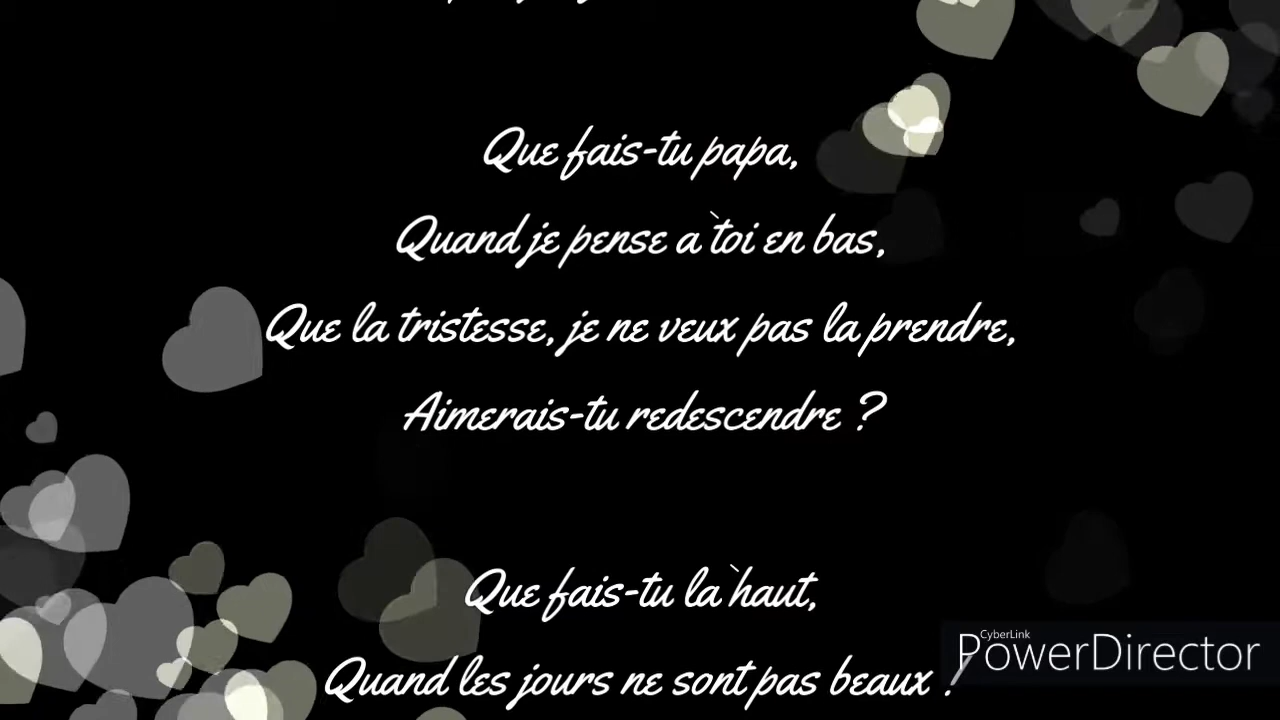 Que fais-tu papa,
Quand je pense à toi en bas,
Que la tristesse, je ne veux pas la prendre,
Aimerais-tu redescendre ?
Que fais-tu là haut,
Quand les jours ne sont pas beaux
CyberLink
PowerDirector